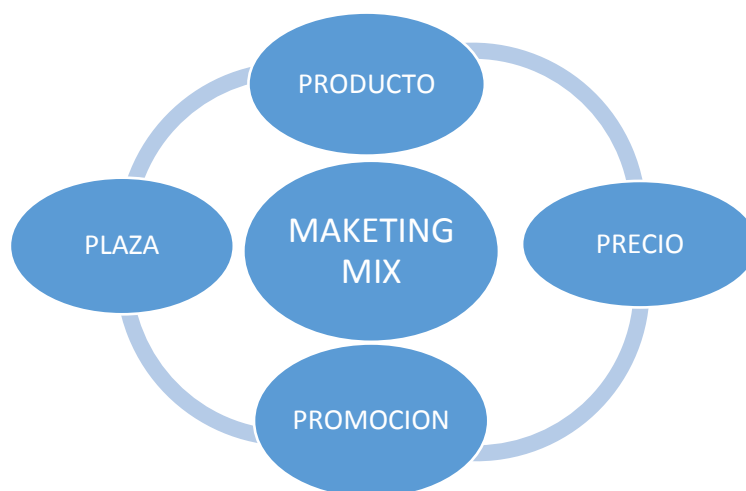 PRODUCTO
PLAZA
MAKETING
MIX
PRECIO
PROMOCION